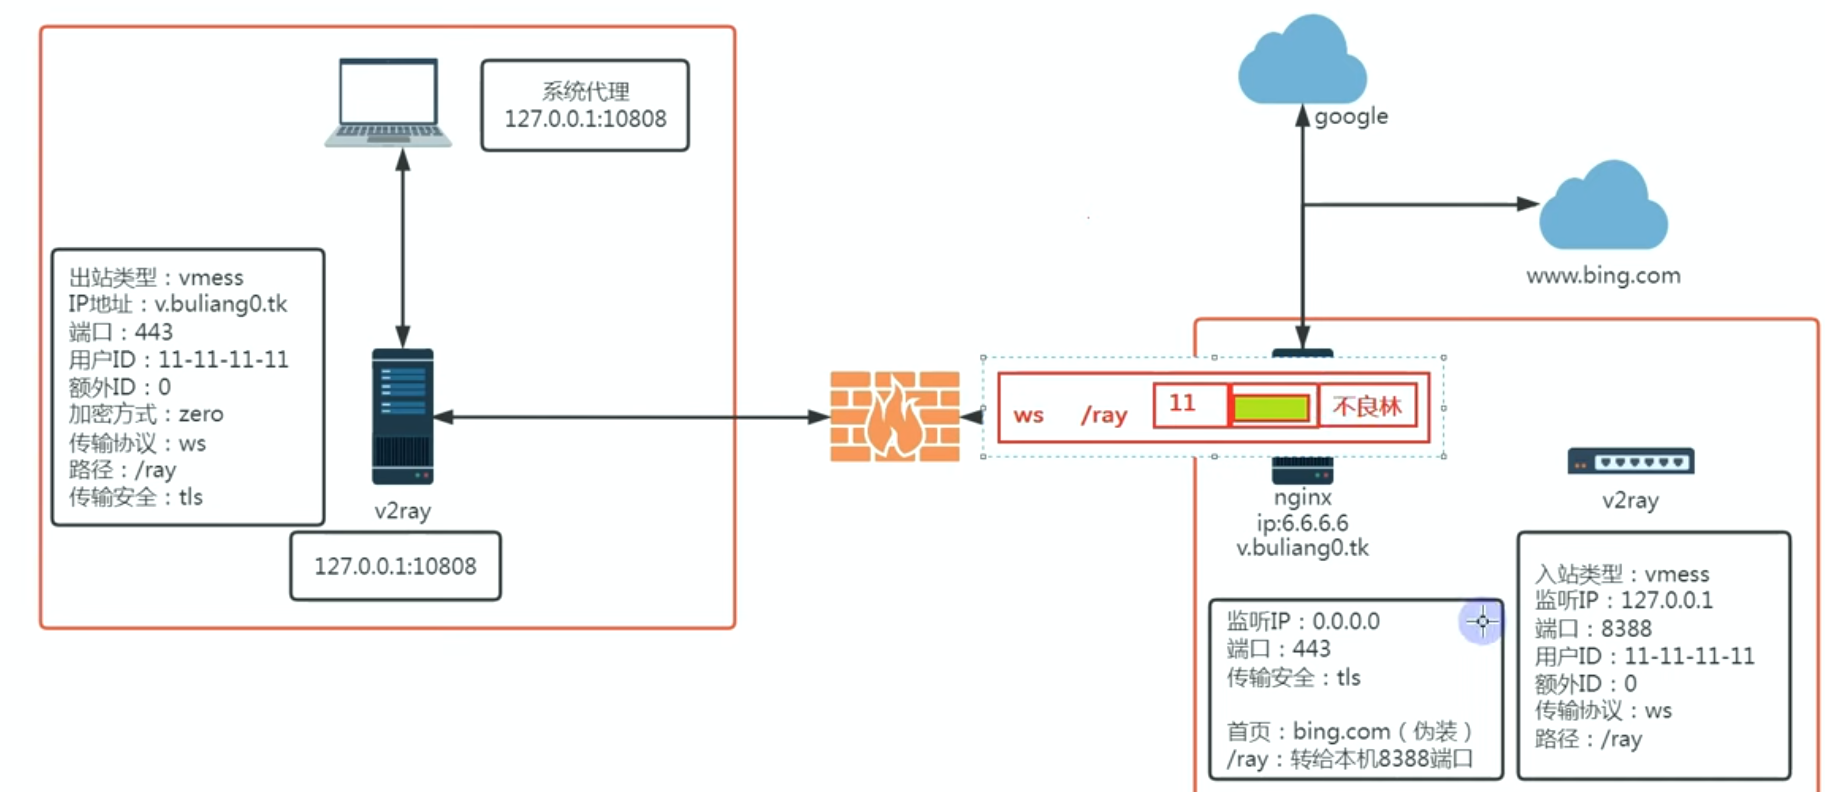 系统代理
127.0.0.1:10808
google
www.bing.com
出站类型：vmess
IP地址：v.buliang0.tk
端口：443
用户ID：11-11-11-11
额外ID：0
加密方式：zero
传输协议：ws
路径：/ray
传输安全：tls
v2ray
127.0.0.1:10808
ws /ray 11 不良林
nginx
ip:6.6.6.6
v.buliang0.tk
监听IP：0.0.0.0
端口：443
传输安全：tls
首页：bing.com（伪装）
/ray：转给本机8388端口
v2ray
入站类型：vmess
监听IP：127.0.0.1
端口：8388
用户ID：11-11-11-11
额外ID：0
传输协议：ws
路径：/ray